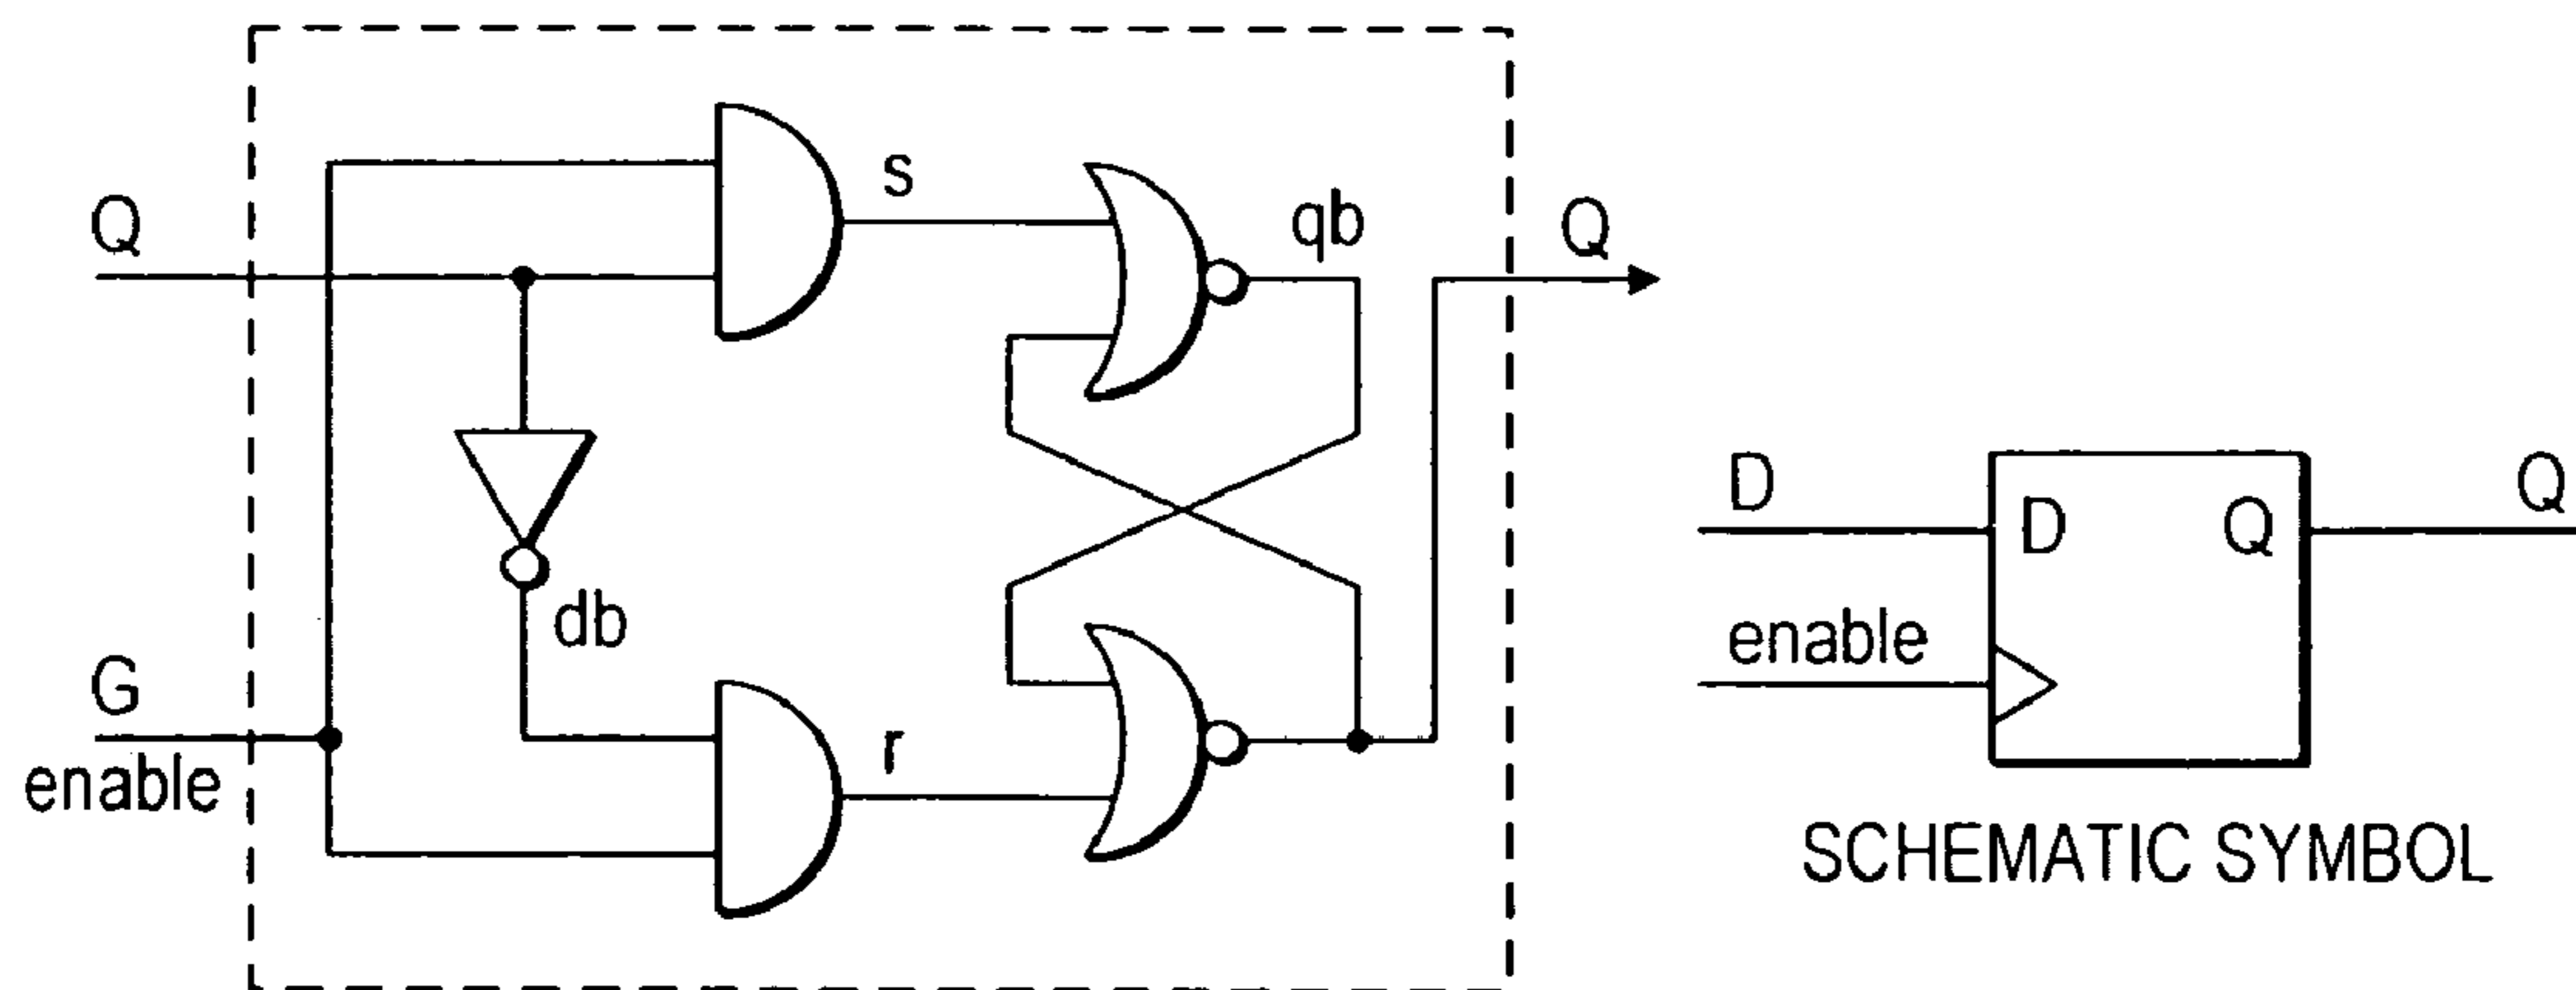 Q
G
enable
db
s
r
qb
Q
D
enable
D
Q
Q
SCHEMATIC SYMBOL